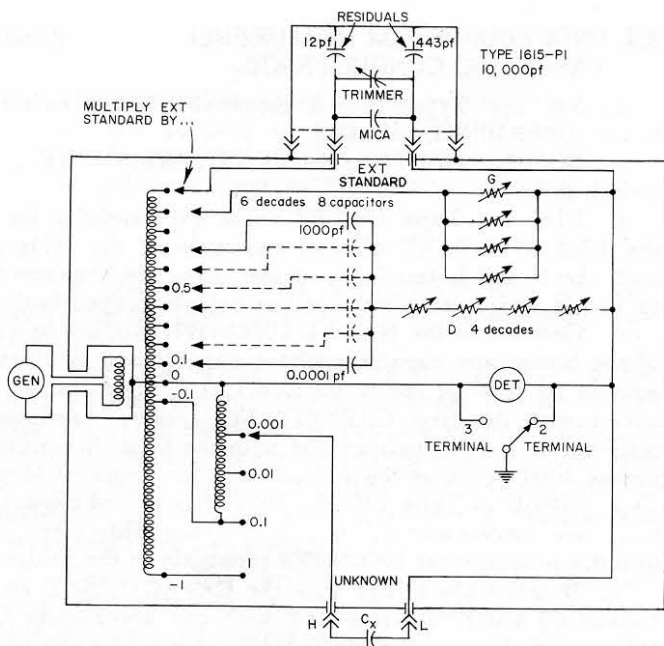 RESIDUALS
12pf
443pf
TYPE 1615-P1
10,000pf
TRIMMER
MICA
MULTIPLY EXT
STANDARD BY...
EXT
STANDARD
G
6 decades 8 capacitors
1000pf
0.5
D 4 decades
0.1
0.0001pf
GEN
0
-0.1
DET
3
2
TERMINAL
TERMINAL
0.001
0.01
0.1
1
-1
UNKNOWN
H
L
Cx